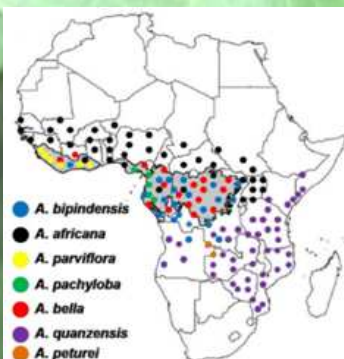 A. bipindensis
A. africana
A. parviflora
A. pachyloba
A. bella
A. quanzensis
A. peturei